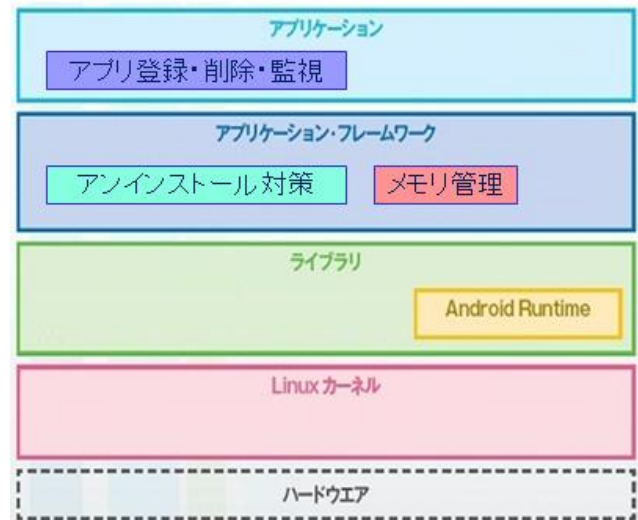 アプリケーション
アプリ登録・削除・監視
アプリケーション・フレームワーク
アンインストール対策
メモリ管理
ライブラリ
Android Runtime
Linux カーネル
ハードウエア